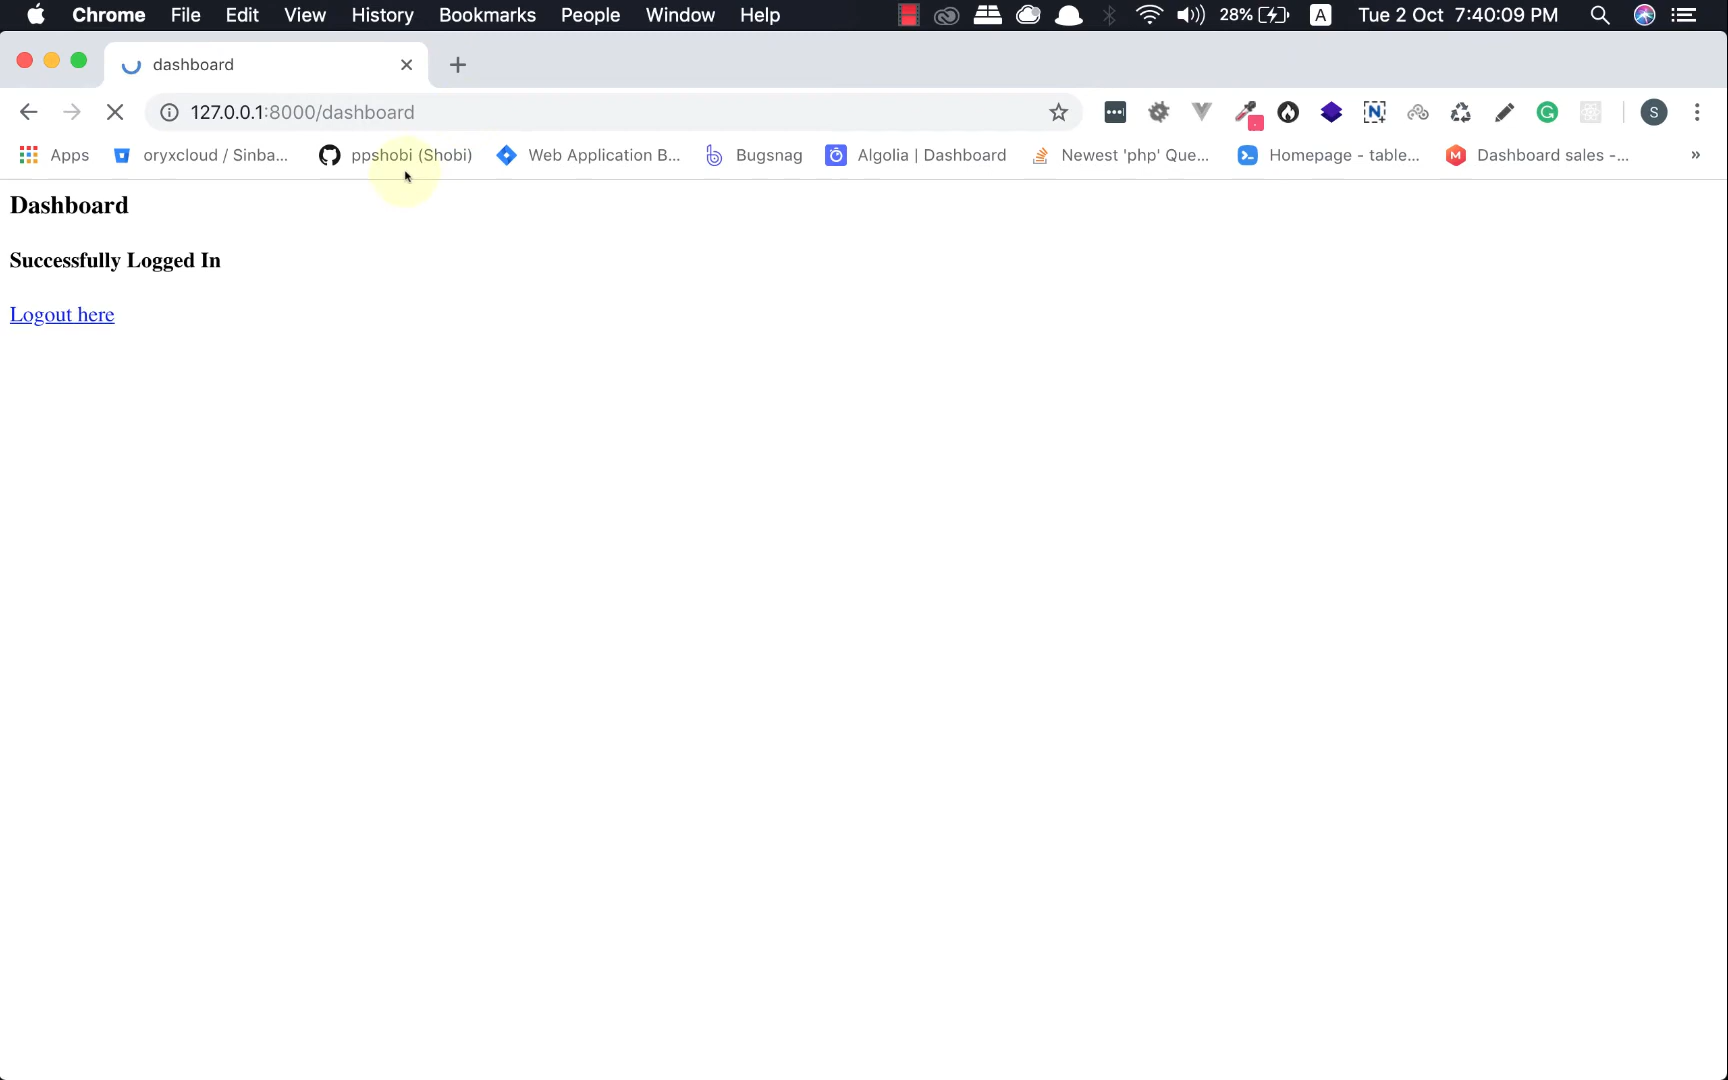 Chrome File Edit View History Bookmarks People Window Help 28% A Tue 2 Oct 7:40:09 PM
dashboard
127.0.0.1:8000/dashboard S
Apps oryxcloud / Sinba... ppshobi (Shobi) Web Application B... Bugsnag Algolia | Dashboard Newest 'php' Que... Homepage - table... Dashboard sales -... »
Dashboard
Successfully Logged In
Logout here